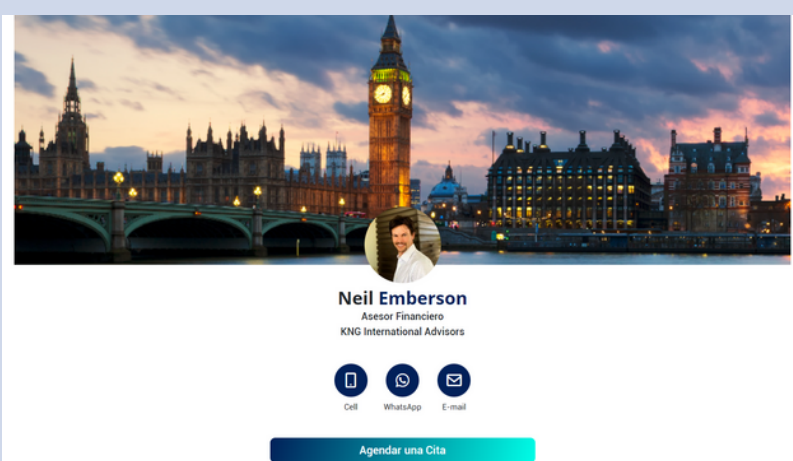 Neil Emberson
Asesor Financiero
KNG International Advisors
Cell WhatsApp E-mail
Agendar una Cita